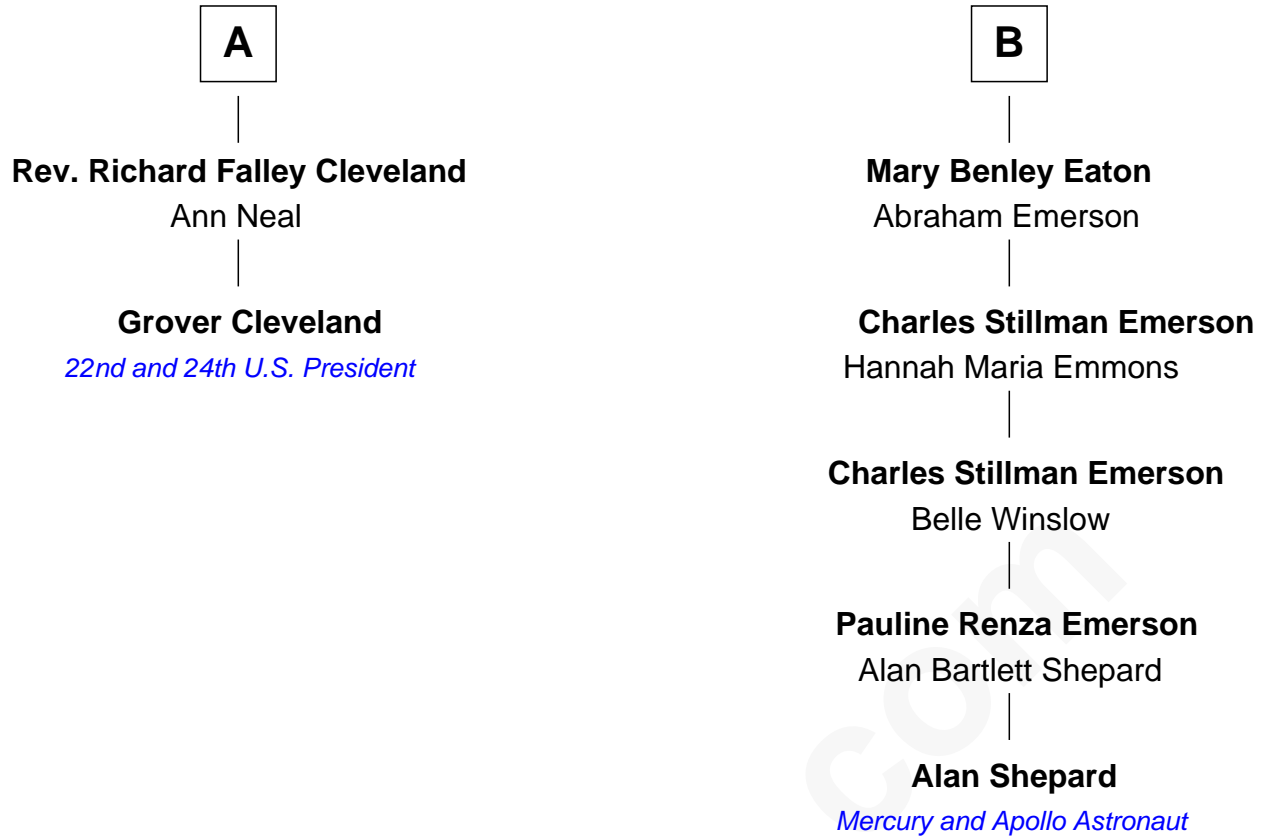 A
Rev. Richard Falley Cleveland
Ann Neal
Grover Cleveland
22nd and 24th U.S. President
B
Mary Benley Eaton
Abraham Emerson
Charles Stillman Emerson
Hannah Maria Emmons
Charles Stillman Emerson
Belle Winslow
Pauline Renza Emerson
Alan Bartlett Shepard
Alan Shepard
Mercury and Apollo Astronaut
com